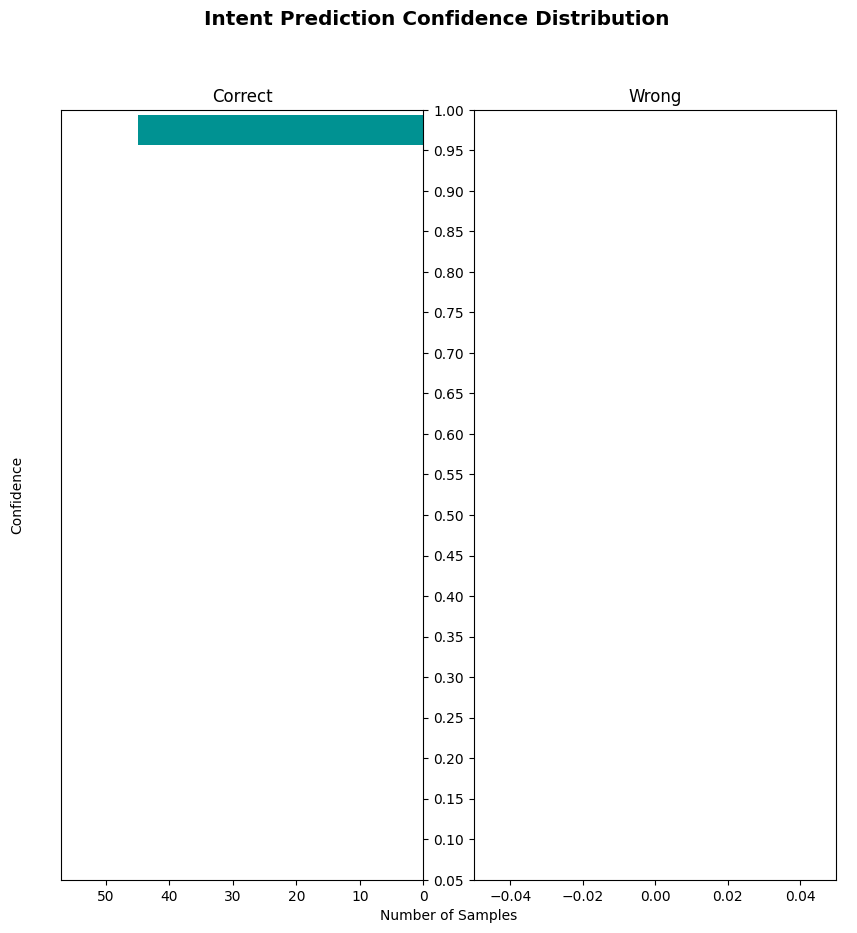 Intent Prediction Confidence Distribution
Correct
Wrong
1.00
0.95
0.90
0.85
0.80
0.75
0.70
0.65
0.60
0.55
0.50
0.45
0.40
0.35
0.30
0.25
0.20
0.15
0.10
0.05
Confidence
50 40 30 20 10 0
−0.04 −0.02 0.00 0.02 0.04
Number of Samples